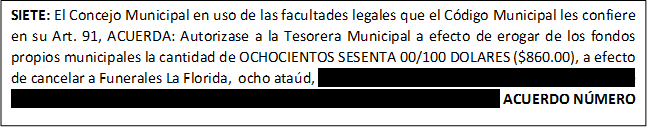 SIETE: El Concejo Municipal en uso de las facultades legales que el Código Municipal les confiere
en su Art. 91, ACUERDA: Autorizase a la Tesorera Municipal a efecto de erogar de los fondos
propios municipales la cantidad de OCHOCIENTOS SESENTA 00/100 DOLARES ($860.00), a efecto
de cancelar a Funerales La Florida, ocho ataúd,
ACUERDO NÚMERO